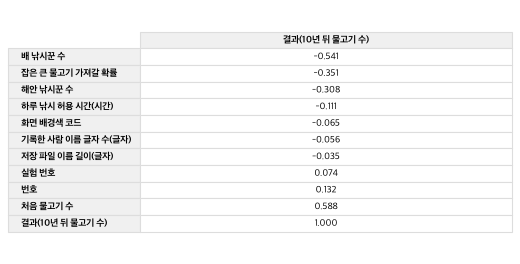 결과(10년 뒤 물고기 수)
배 낚시꾼 수 -0.541
잡은 큰 물고기 가져갈 확률 -0.351
해안 낚시꾼 수 -0.308
하루 낚시 허용 시간(시간) -0.111
화면 배경색 코드 -0.065
기록한 사람 이름 글자 수(글자) -0.056
저장 파일 이름 길이(글자) -0.035
실험 번호 0.074
번호 0.132
처음 물고기 수 0.588
결과(10년 뒤 물고기 수) 1.000